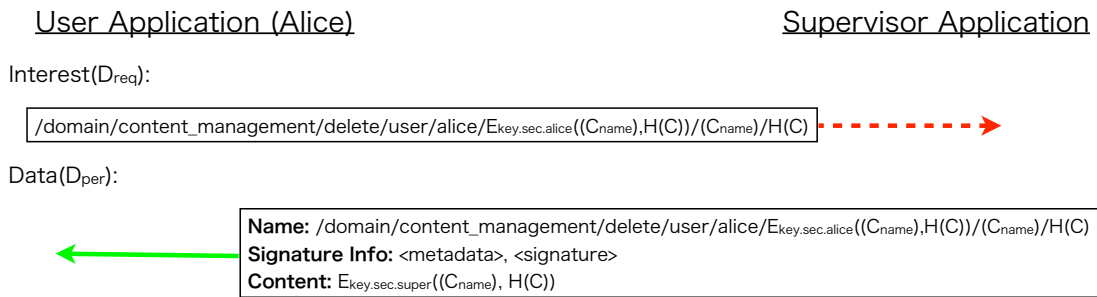 User Application (Alice) Supervisor Application
Interest(Dreq):
/domain/content_management/delete/user/alice/Ekey.sec.alice((Cname),H(C))/(Cname)/H(C)
Data(Dper):
Name: /domain/content_management/delete/user/alice/Ekey.sec.alice((Cname),H(C))/(Cname)/H(C)
Signature Info: <metadata>, <signature>
Content: Ekey.sec.super((Cname), H(C))